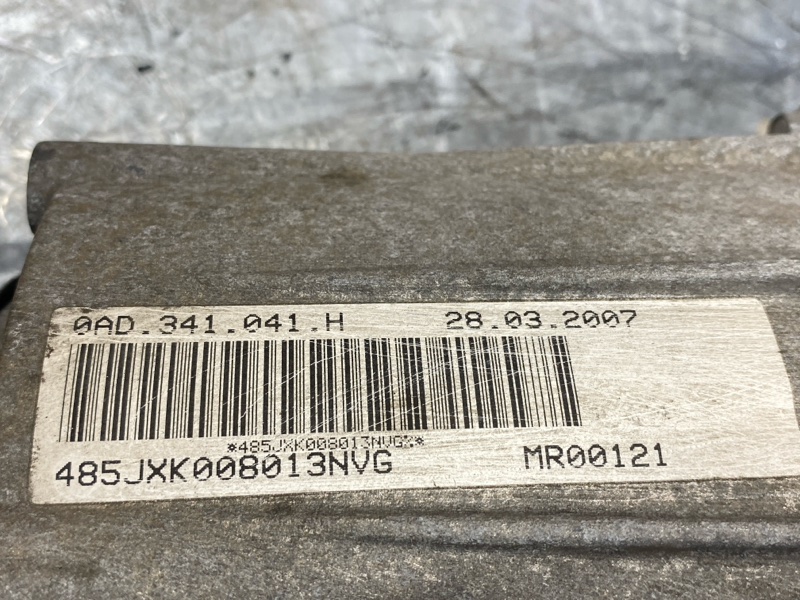 0AD.341.041.H 28.03.2007
*485JXK008013NVG%*
485JXK008013NVG MR00121